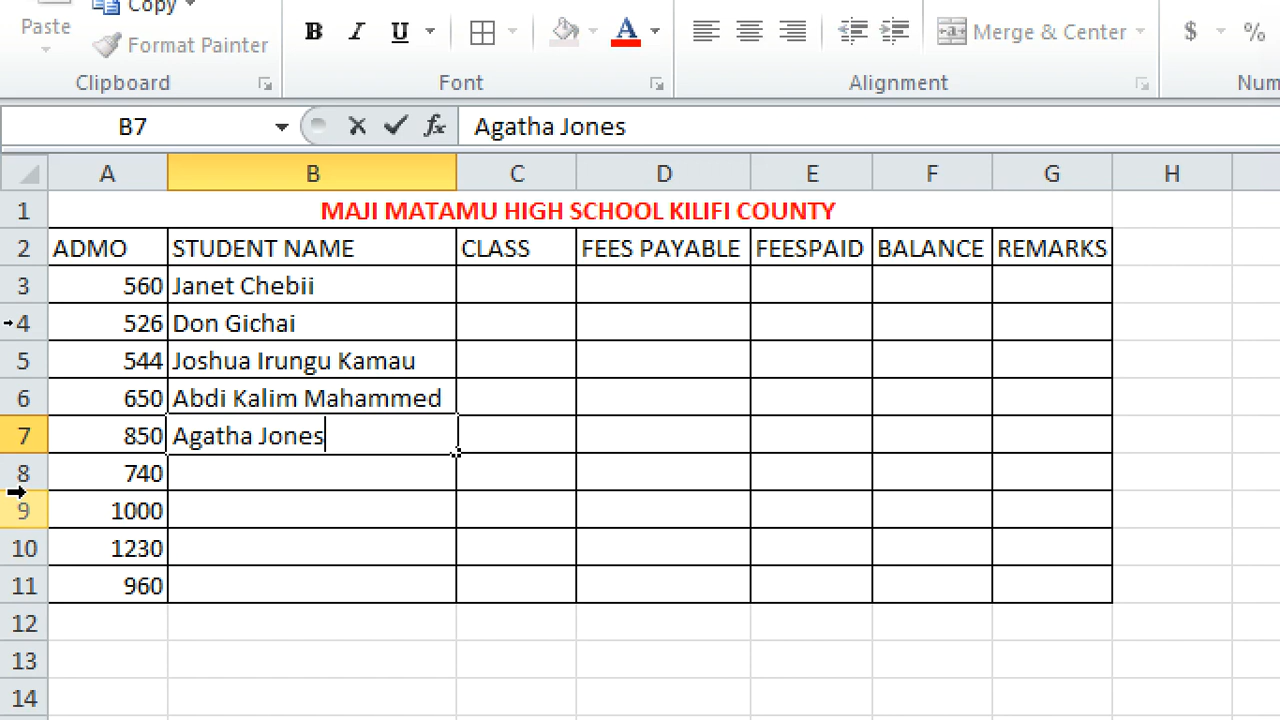 Paste Copy
Format Painter
B I U A Merge & Center $ %
Clipboard Font Alignment
B7 fx Agatha Jones
A B C D E F G H
1 MAJI MATAMU HIGH SCHOOL KILIFI COUNTY
2 ADMO STUDENT NAME CLASS FEES PAYABLE FEESPAID BALANCE REMARKS
3 560 Janet Chebii
4 526 Don Gichai
5 544 Joshua Irungu Kamau
6 650 Abdi Kalim Mahammed
7 850 Agatha Jones
8 740
9 1000
10 1230
11 960
12
13
14